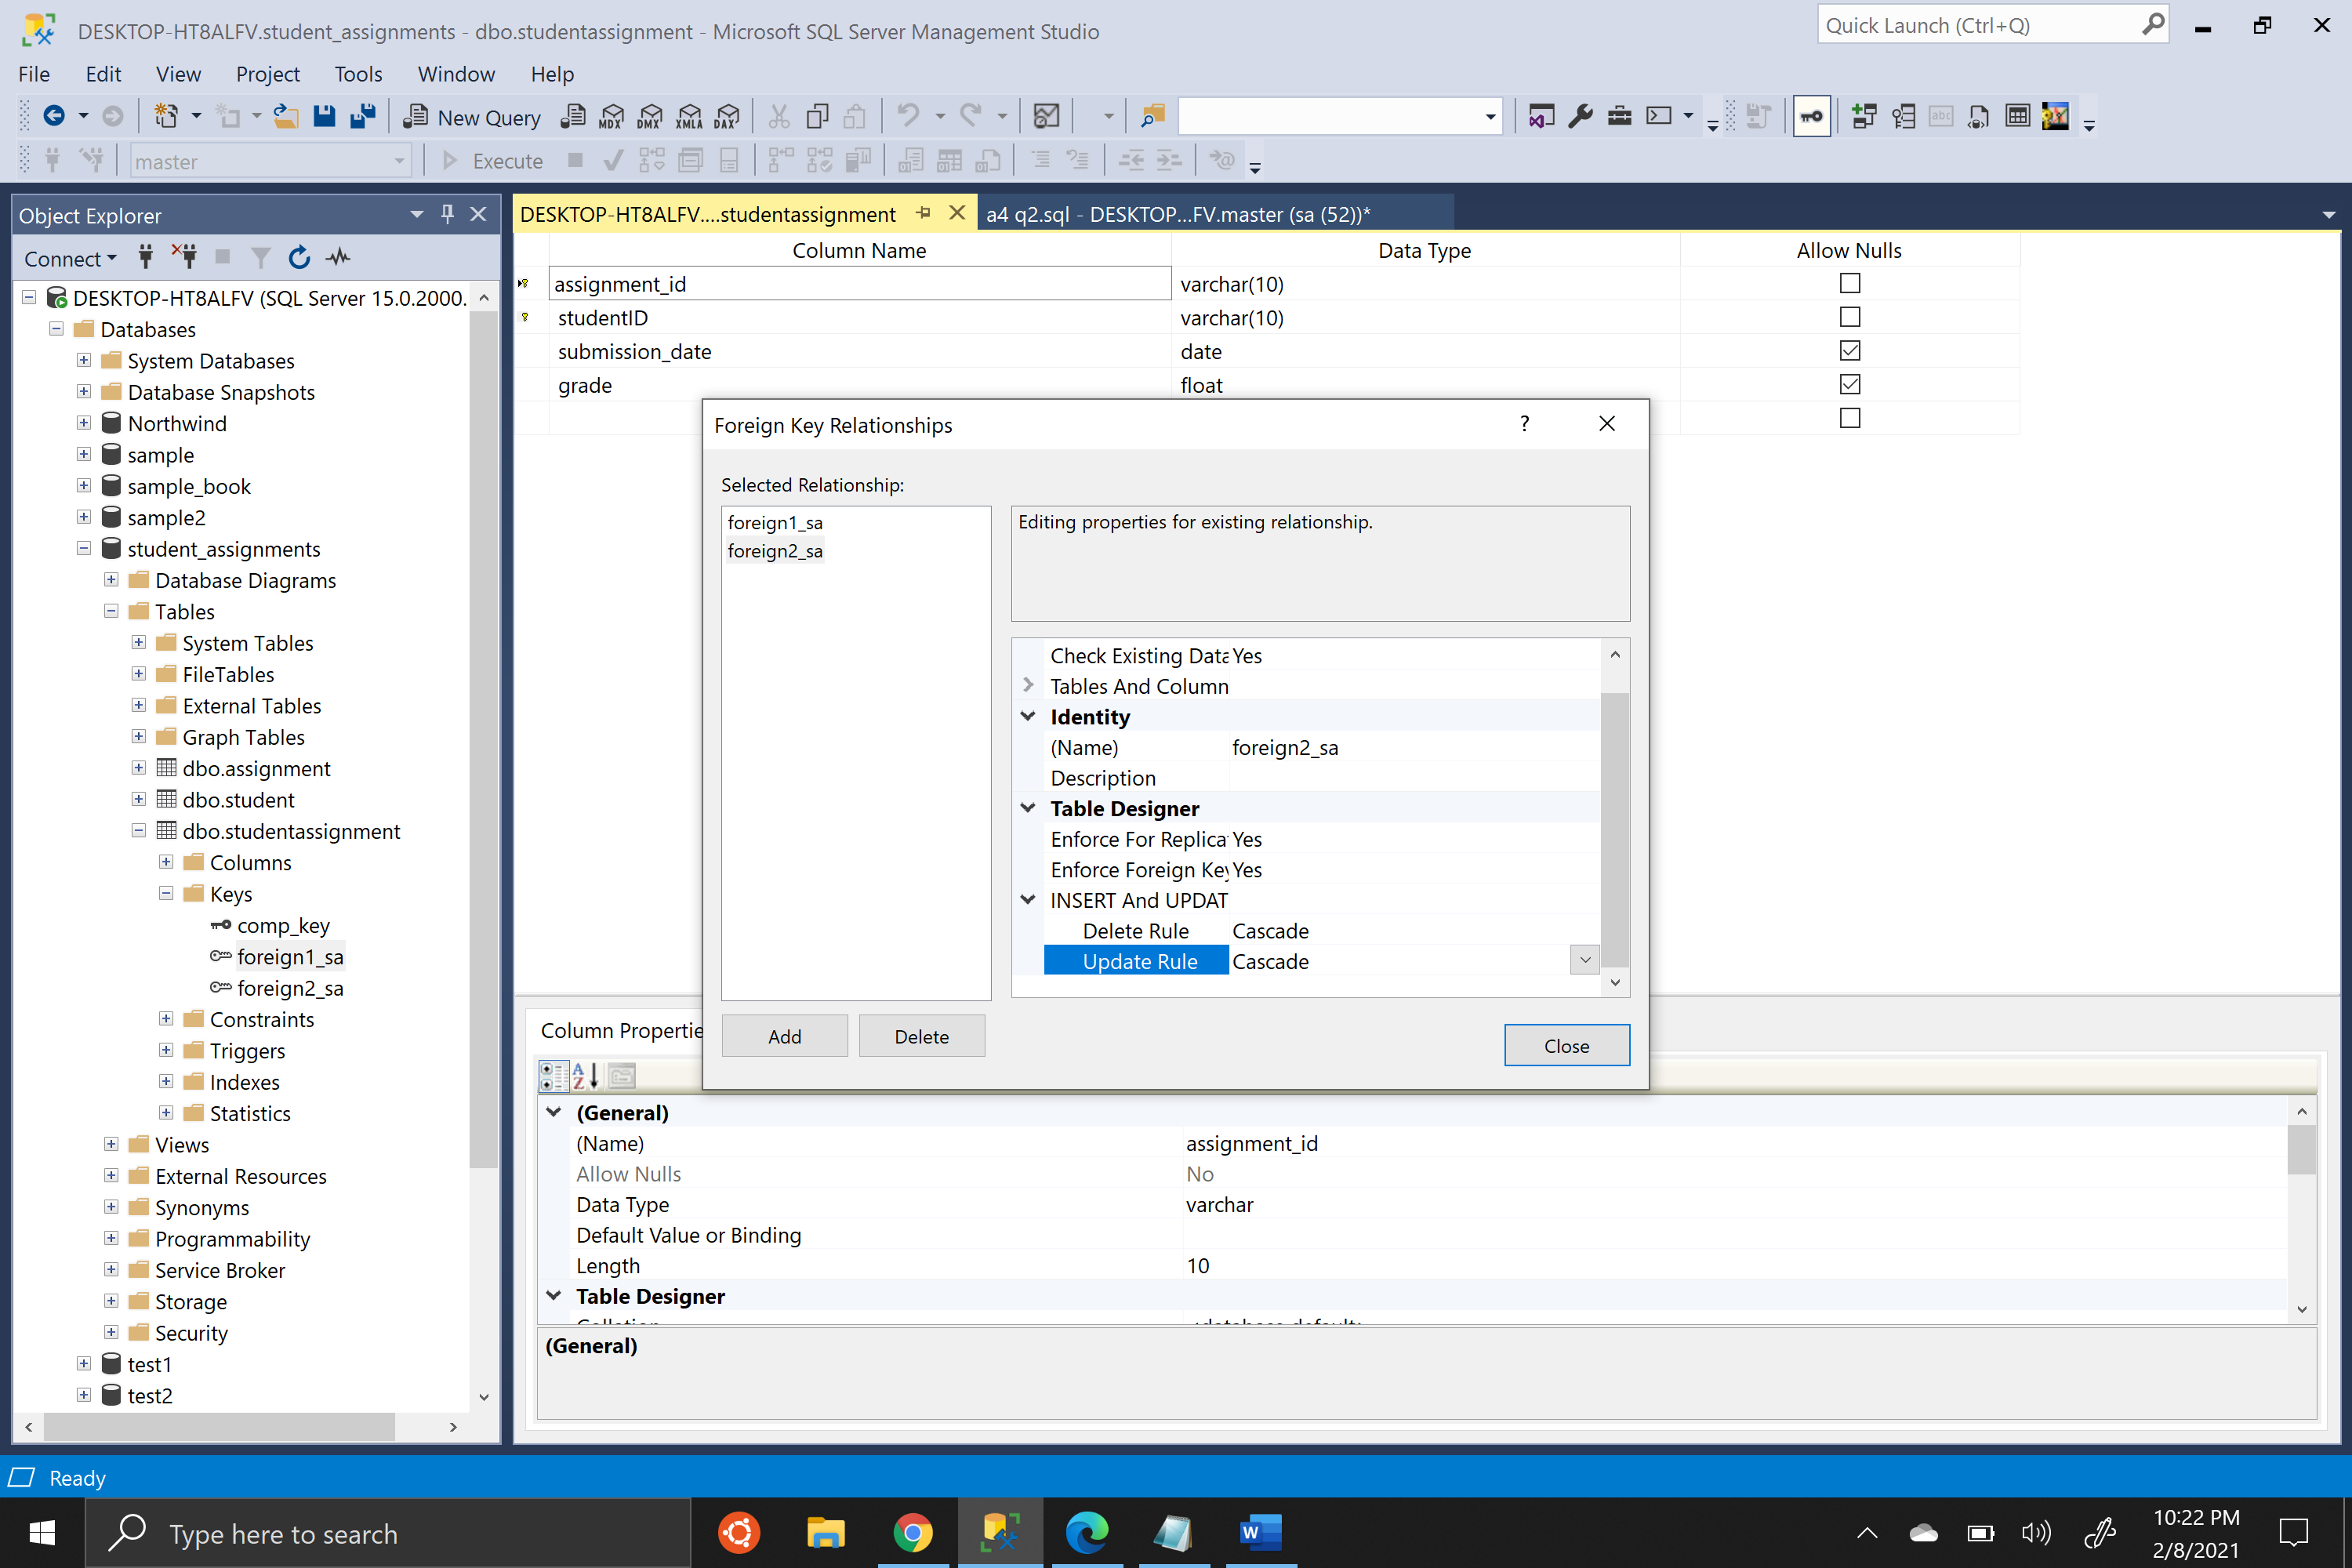 DESKTOP-HT8ALFV.student_assignments - dbo.studentassignment - Microsoft SQL Server Management Studio
Quick Launch (Ctrl+Q)
File Edit View Project Tools Window Help
New Query MDX DMX XMLA DAX abc
master Execute
Object Explorer
Connect
DESKTOP-HT8ALFV (SQL Server 15.0.2000.
Databases
System Databases
Database Snapshots
Northwind
sample
sample_book
sample2
student_assignments
Database Diagrams
Tables
System Tables
FileTables
External Tables
Graph Tables
dbo.assignment
dbo.student
dbo.studentassignment
Columns
Keys
comp_key
foreign1_sa
foreign2_sa
Constraints
Triggers
Indexes
Statistics
Views
External Resources
Synonyms
Programmability
Service Broker
Storage
Security
test1
test2
DESKTOP-HT8ALFV....studentassignment a4 q2.sql - DESKTOP...FV.master (sa (52))*
Column Name Data Type Allow Nulls
assignment_id varchar(10)
studentID varchar(10)
submission_date date
grade float
Foreign Key Relationships ?
Selected Relationship:
foreign1_sa
foreign2_sa
Editing properties for existing relationship.
Check Existing Data Yes
Tables And Column
Identity
(Name) foreign2_sa
Description
Table Designer
Enforce For Replica Yes
Enforce Foreign Key Yes
INSERT And UPDAT
Delete Rule Cascade
Update Rule Cascade
Add Delete
Close
Column Propertie
(General)
(Name) assignment_id
Allow Nulls No
Data Type varchar
Default Value or Binding
Length 10
Table Designer
Collation <database default>
(General)
Ready
Type here to search
10:22 PM
2/8/2021